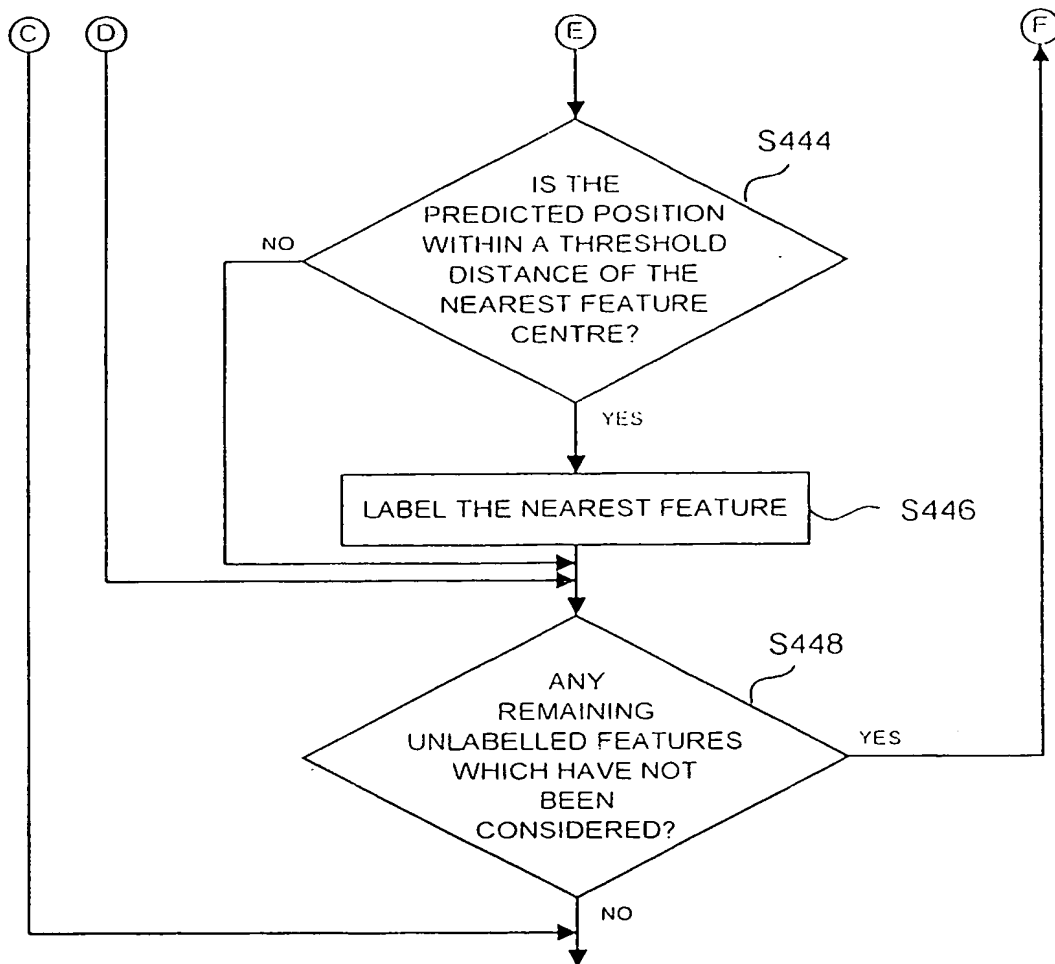 C D E F
S444
IS THE
PREDICTED POSITION
WITHIN A THRESHOLD
DISTANCE OF THE
NEAREST FEATURE
CENTRE?
NO
YES
LABEL THE NEAREST FEATURE
S446
S448
ANY
REMAINING
UNLABELLED FEATURES
WHICH HAVE NOT
BEEN
CONSIDERED?
YES
NO